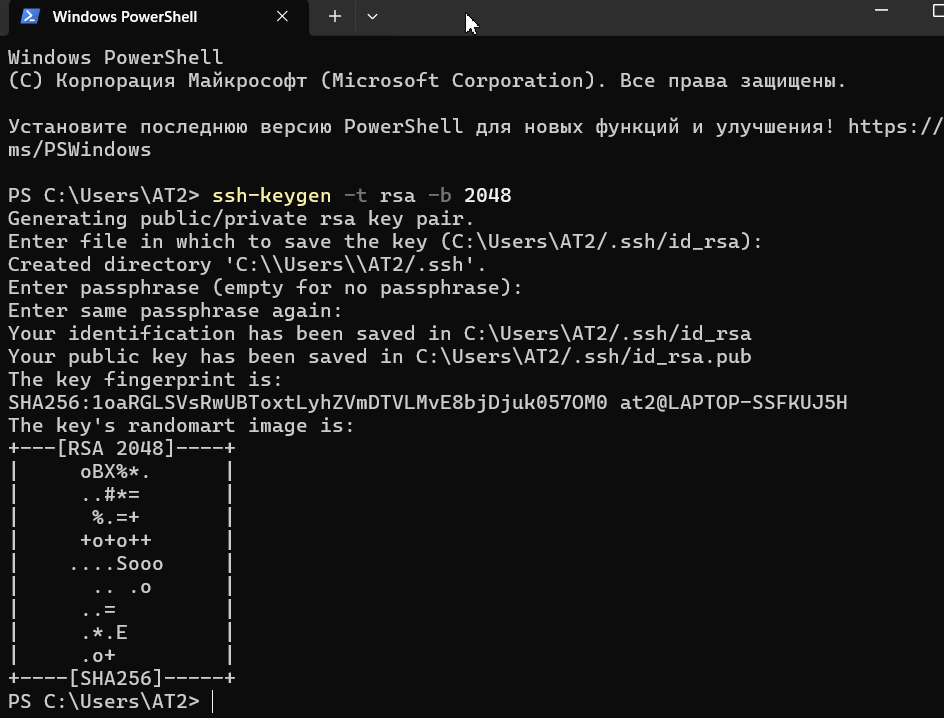 Windows PowerShell
Windows PowerShell
(C) Корпорация Майкрософт (Microsoft Corporation). Все права защищены.
Установите последнюю версию PowerShell для новых функций и улучшения! https://
ms/PSWindows
PS C:\Users\AT2> ssh-keygen -t rsa -b 2048
Generating public/private rsa key pair.
Enter file in which to save the key (C:\Users\AT2/.ssh/id_rsa):
Created directory 'C:\\Users\\AT2/.ssh'.
Enter passphrase (empty for no passphrase):
Enter same passphrase again:
Your identification has been saved in C:\Users\AT2/.ssh/id_rsa
Your public key has been saved in C:\Users\AT2/.ssh/id_rsa.pub
The key fingerprint is:
SHA256:1oaRGLSVsRwUBToxtLyhZVmDTVLMvE8bjDjuk057OM0 at2@LAPTOP-SSFKUJ5H
The key's randomart image is:
+---[RSA 2048]----+
|     oBX%*.      |
|     ..#*=       |
|      %.=+       |
|     +o+o++      |
|    ....Sooo     |
|      .. .o      |
|     ..=         |
|     .*.E        |
|     .o+         |
+----[SHA256]-----+
PS C:\Users\AT2>